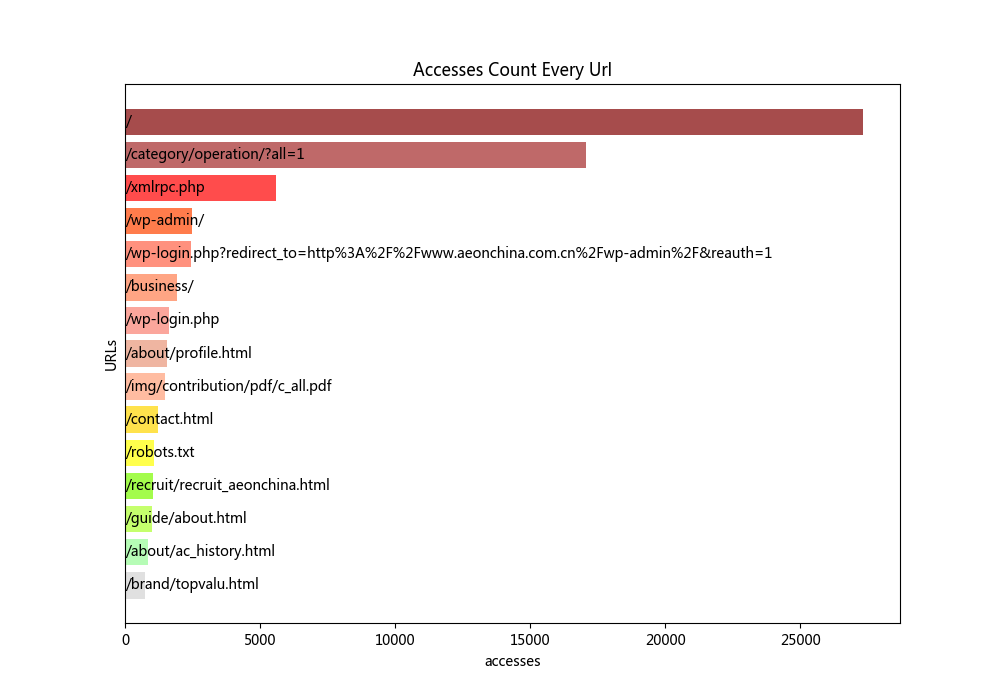 Accesses Count Every Url
/
/category/operation/?all=1
/xmlrpc.php
/wp-admin/
/wp-login.php?redirect_to=http%3A%2F%2Fwww.aeonchina.com.cn%2Fwp-admin%2F&reauth=1
/business/
/wp-login.php
/about/profile.html
/img/contribution/pdf/c_all.pdf
/contact.html
/robots.txt
/recruit/recruit_aeonchina.html
/guide/about.html
/about/ac_history.html
/brand/topvalu.html
URLs
0 5000 10000 15000 20000 25000
accesses